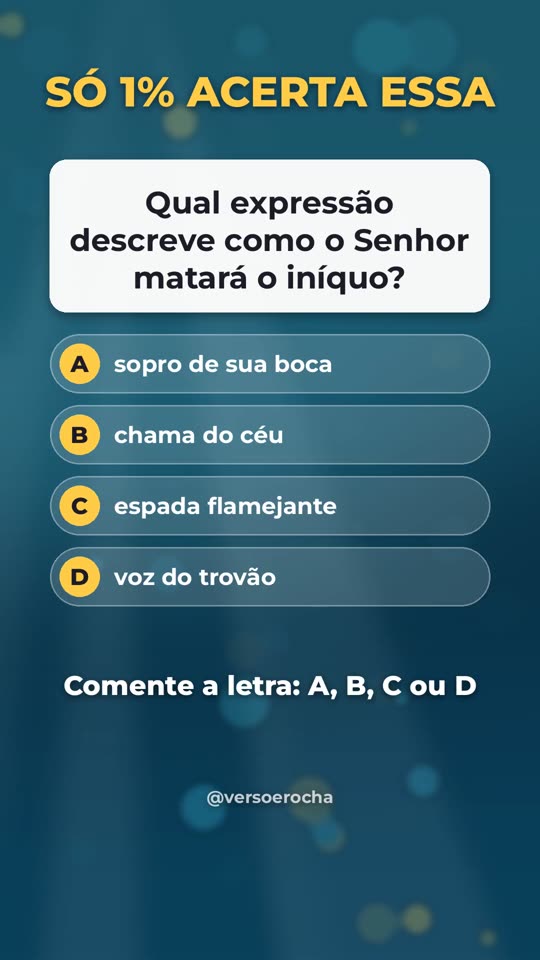 SÓ 1% ACERTA ESSA
Qual expressão
descreve como o Senhor
matará o iníquo?
A sopro de sua boca
B chama do céu
C espada flamejante
D voz do trovão
Comente a letra: A, B, C ou D
@versoerocha